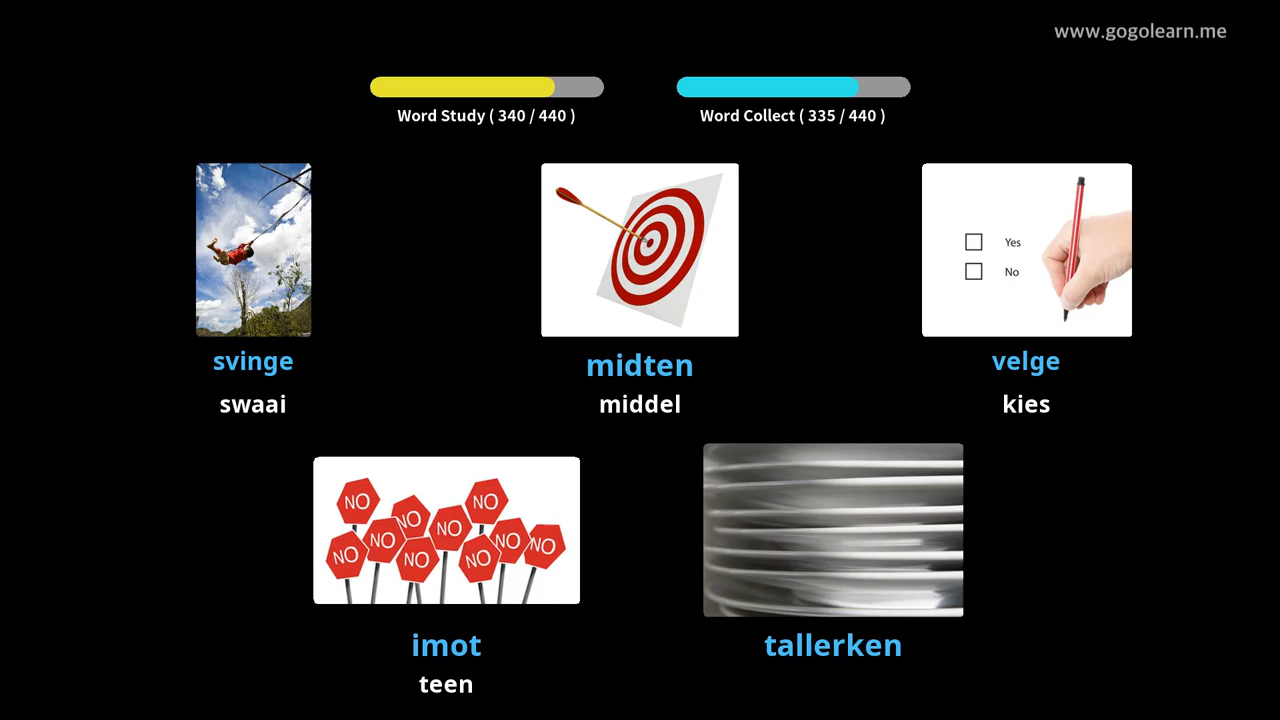 www.gogolearn.me
Word Study ( 340 / 440 )
Word Collect ( 335 / 440 )
Yes
No
svinge
midten
velge
swaai
middel
kies
NO
NO
NO
NO
NO
NO
NO
NO
NO
NO
imot
tallerken
teen